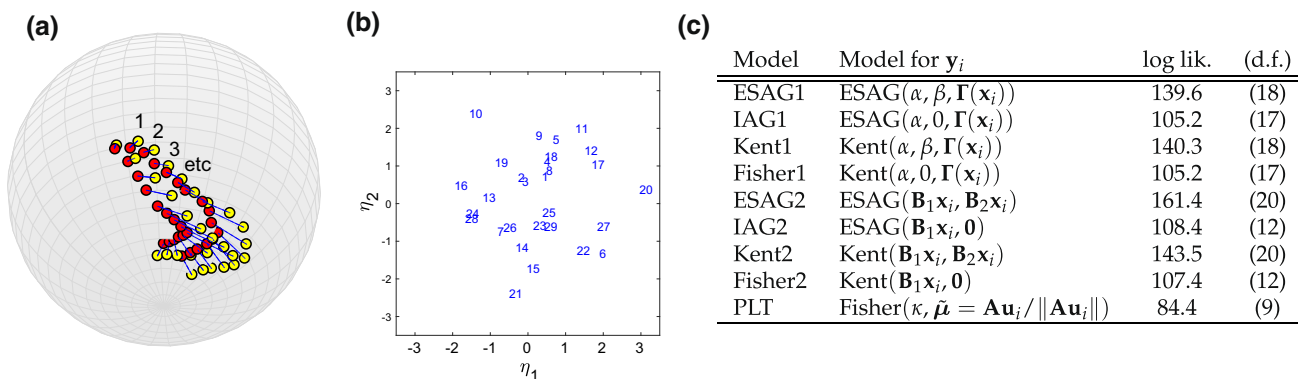 (a)
1
2
3
etc
(b)
η₂
3
2
1
0
-1
-2
-3
10
9
11
5
18
12
4
19
17
8
2
1
3
16
20
13
24
28
25
7
26
23
29
27
14
22
6
15
21
-3 -2 -1 0 1 2 3
η₁
(c)
Model Model for yᵢ log lik. (d.f.)
ESAG1 ESAG(α, β, Γ(xᵢ)) 139.6 (18)
IAG1 ESAG(α, 0, Γ(xᵢ)) 105.2 (17)
Kent1 Kent(α, β, Γ(xᵢ)) 140.3 (18)
Fisher1 Kent(α, 0, Γ(xᵢ)) 105.2 (17)
ESAG2 ESAG(B₁xᵢ, B₂xᵢ) 161.4 (20)
IAG2 ESAG(B₁xᵢ, 0) 108.4 (12)
Kent2 Kent(B₁xᵢ, B₂xᵢ) 143.5 (20)
Fisher2 Kent(B₁xᵢ, 0) 107.4 (12)
PLT Fisher(κ, μ̃ = Auᵢ/‖Auᵢ‖) 84.4 (9)